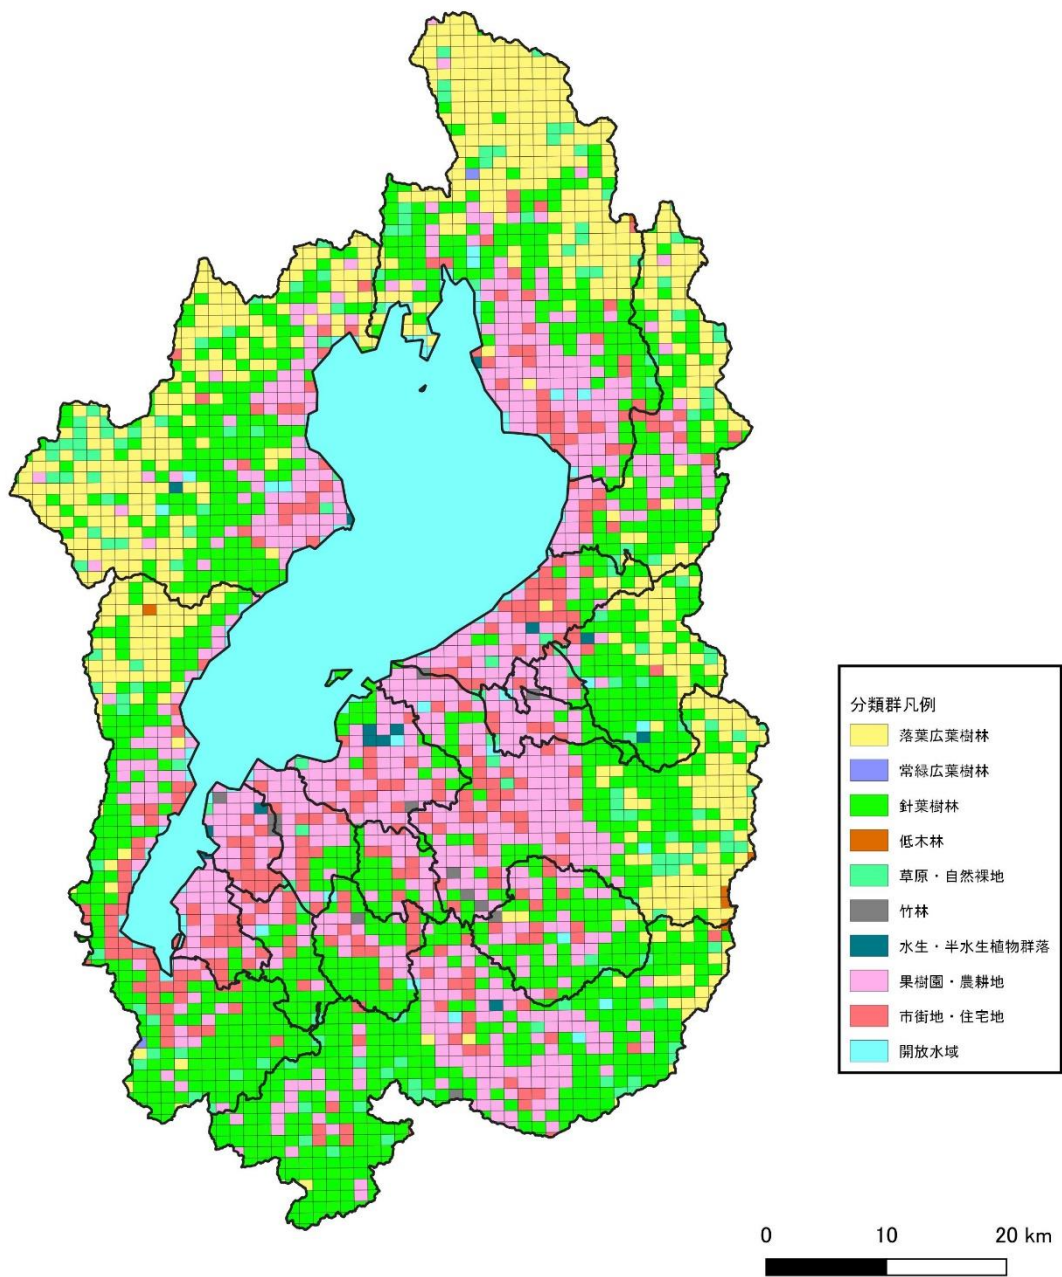 分類群凡例
落葉広葉樹林
常緑広葉樹林
針葉樹林
低木林
草原・自然裸地
竹林
水生・半水生植物群落
果樹園・農耕地
市街地・住宅地
開放水域
0 10 20 km